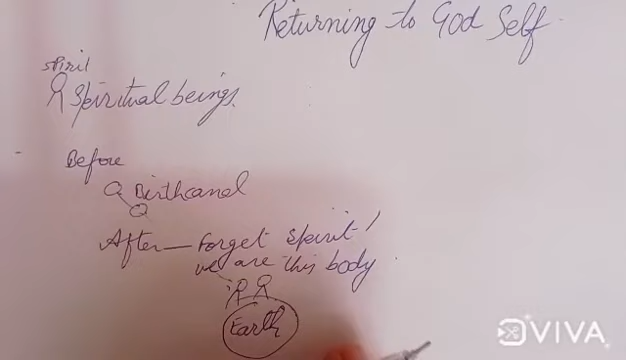 Returning to God Self
spirit
Spiritual beings.
Before
Birthcanel
After — Forget Spirit /
we are this body
Earth
VIVA